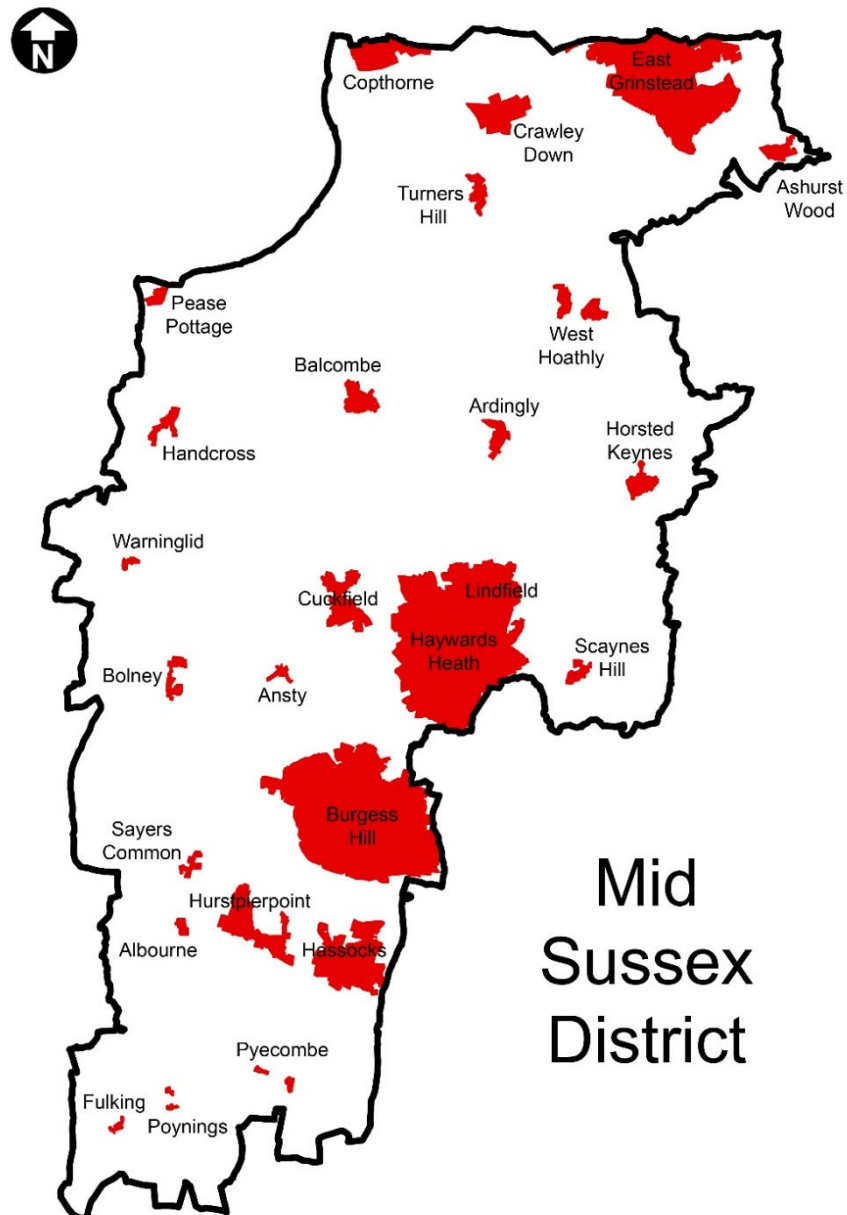 N
Copthorne
East
Grinstead
Crawley
Down
Ashurst
Wood
Turners
Hill
Pease
Pottage
West
Hoathly
Balcombe
Ardingly
Handcross
Horsted
Keynes
Warninglid
Cuckfield
Lindfield
Haywards
Heath
Scaynes
Hill
Bolney
Ansty
Burgess
Hill
Sayers
Common
Hurstpierpoint
Albourne
Hassocks
Mid
Sussex
District
Pyecombe
Fulking
Poynings